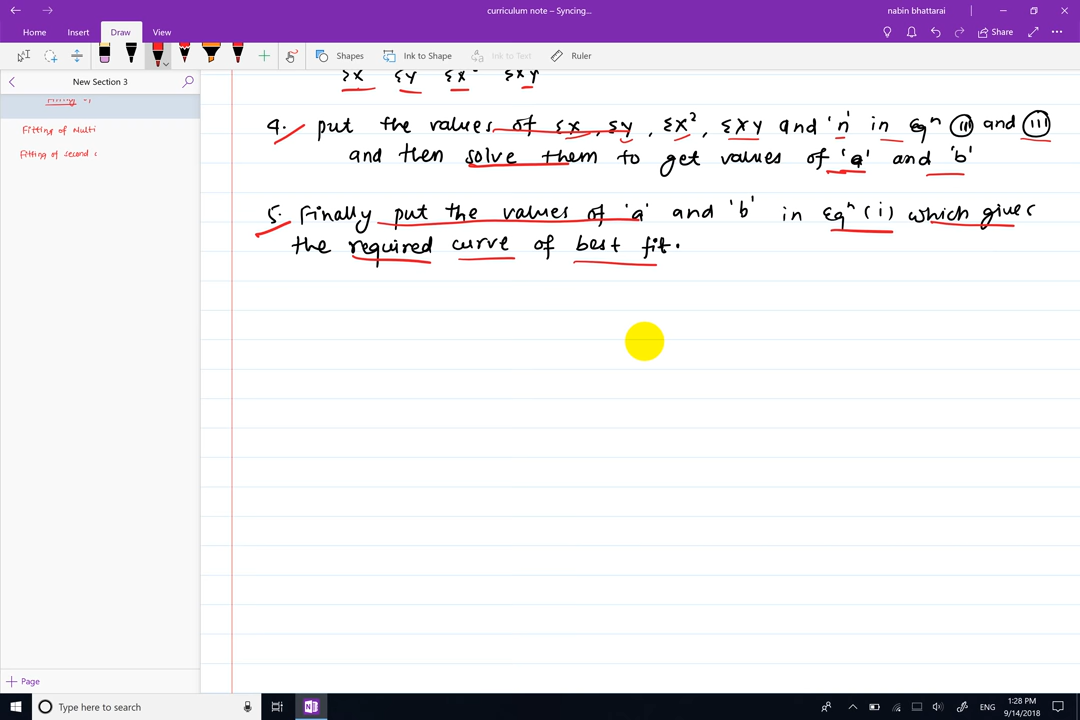 curriculum note – Syncing...
nabin bhattarai
Home Insert Draw View
Share
Shapes Ink to Shape Ink to Text Ruler
New Section 3
Fitting of Multi
Fitting of second
Σx Σy Σx² Σxy
4. put the values of Σx, Σy, Σx², Σxy and 'n' in Eqⁿ (ii) and (iii)
and then solve them to get values of 'a' and 'b'
5. Finally put the values of 'a' and 'b' in Eqⁿ (i) which gives
the required curve of best fit.
Page
Type here to search
ENG
1:28 PM
9/14/2018